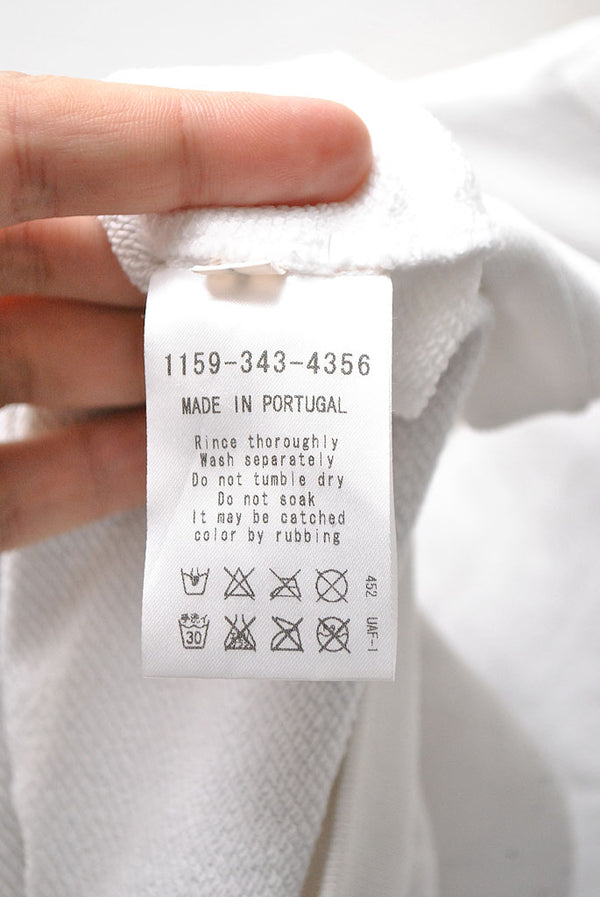 1159-343-4356
MADE IN PORTUGAL
Rince thoroughly
Wash separately
Do not tumble dry
Do not soak
It may be catched
color by rubbing
452 UAF-1
30